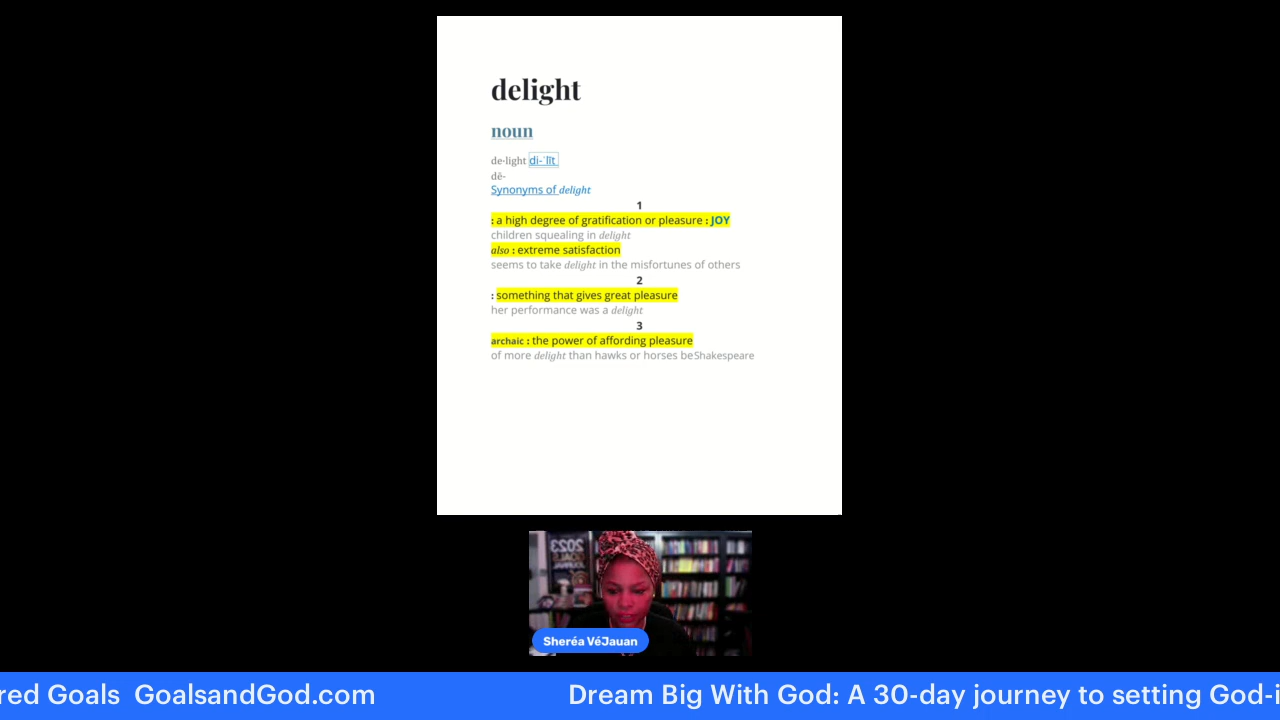 delight
noun
de·light di-ˈlīt
dē-
Synonyms of delight
1
: a high degree of gratification or pleasure : JOY
children squealing in delight
also : extreme satisfaction
seems to take delight in the misfortunes of others
2
: something that gives great pleasure
her performance was a delight
3
archaic : the power of affording pleasure
of more delight than hawks or horses beShakespeare
2023
GOALS
Sheréa VéJauan
red Goals GoalsandGod.com
Dream Big With God: A 30-day journey to setting God-i